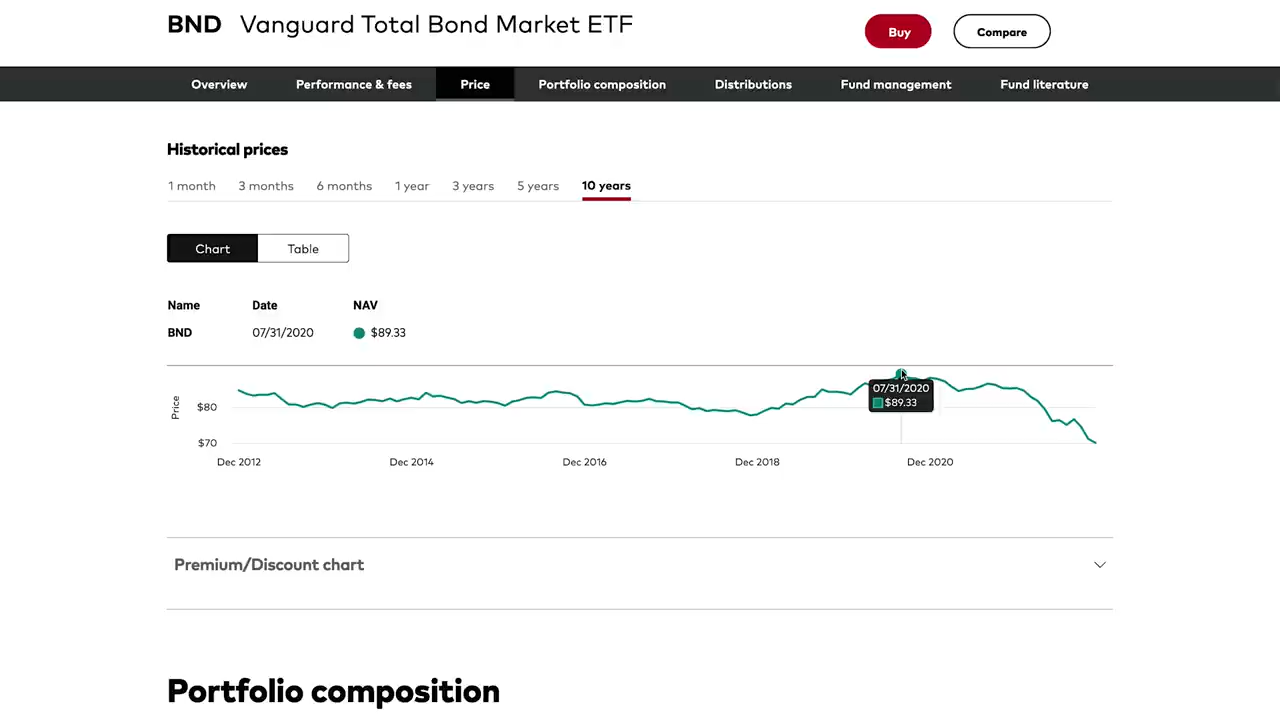 BND Vanguard Total Bond Market ETF
Buy
Compare
Overview Performance & fees Price Portfolio composition Distributions Fund management Fund literature
Historical prices
1 month 3 months 6 months 1 year 3 years 5 years 10 years
Chart Table
Name Date NAV
BND 07/31/2020 $89.33
07/31/2020
$89.33
Price
$80
$70
Dec 2012 Dec 2014 Dec 2016 Dec 2018 Dec 2020
Premium/Discount chart
Portfolio composition